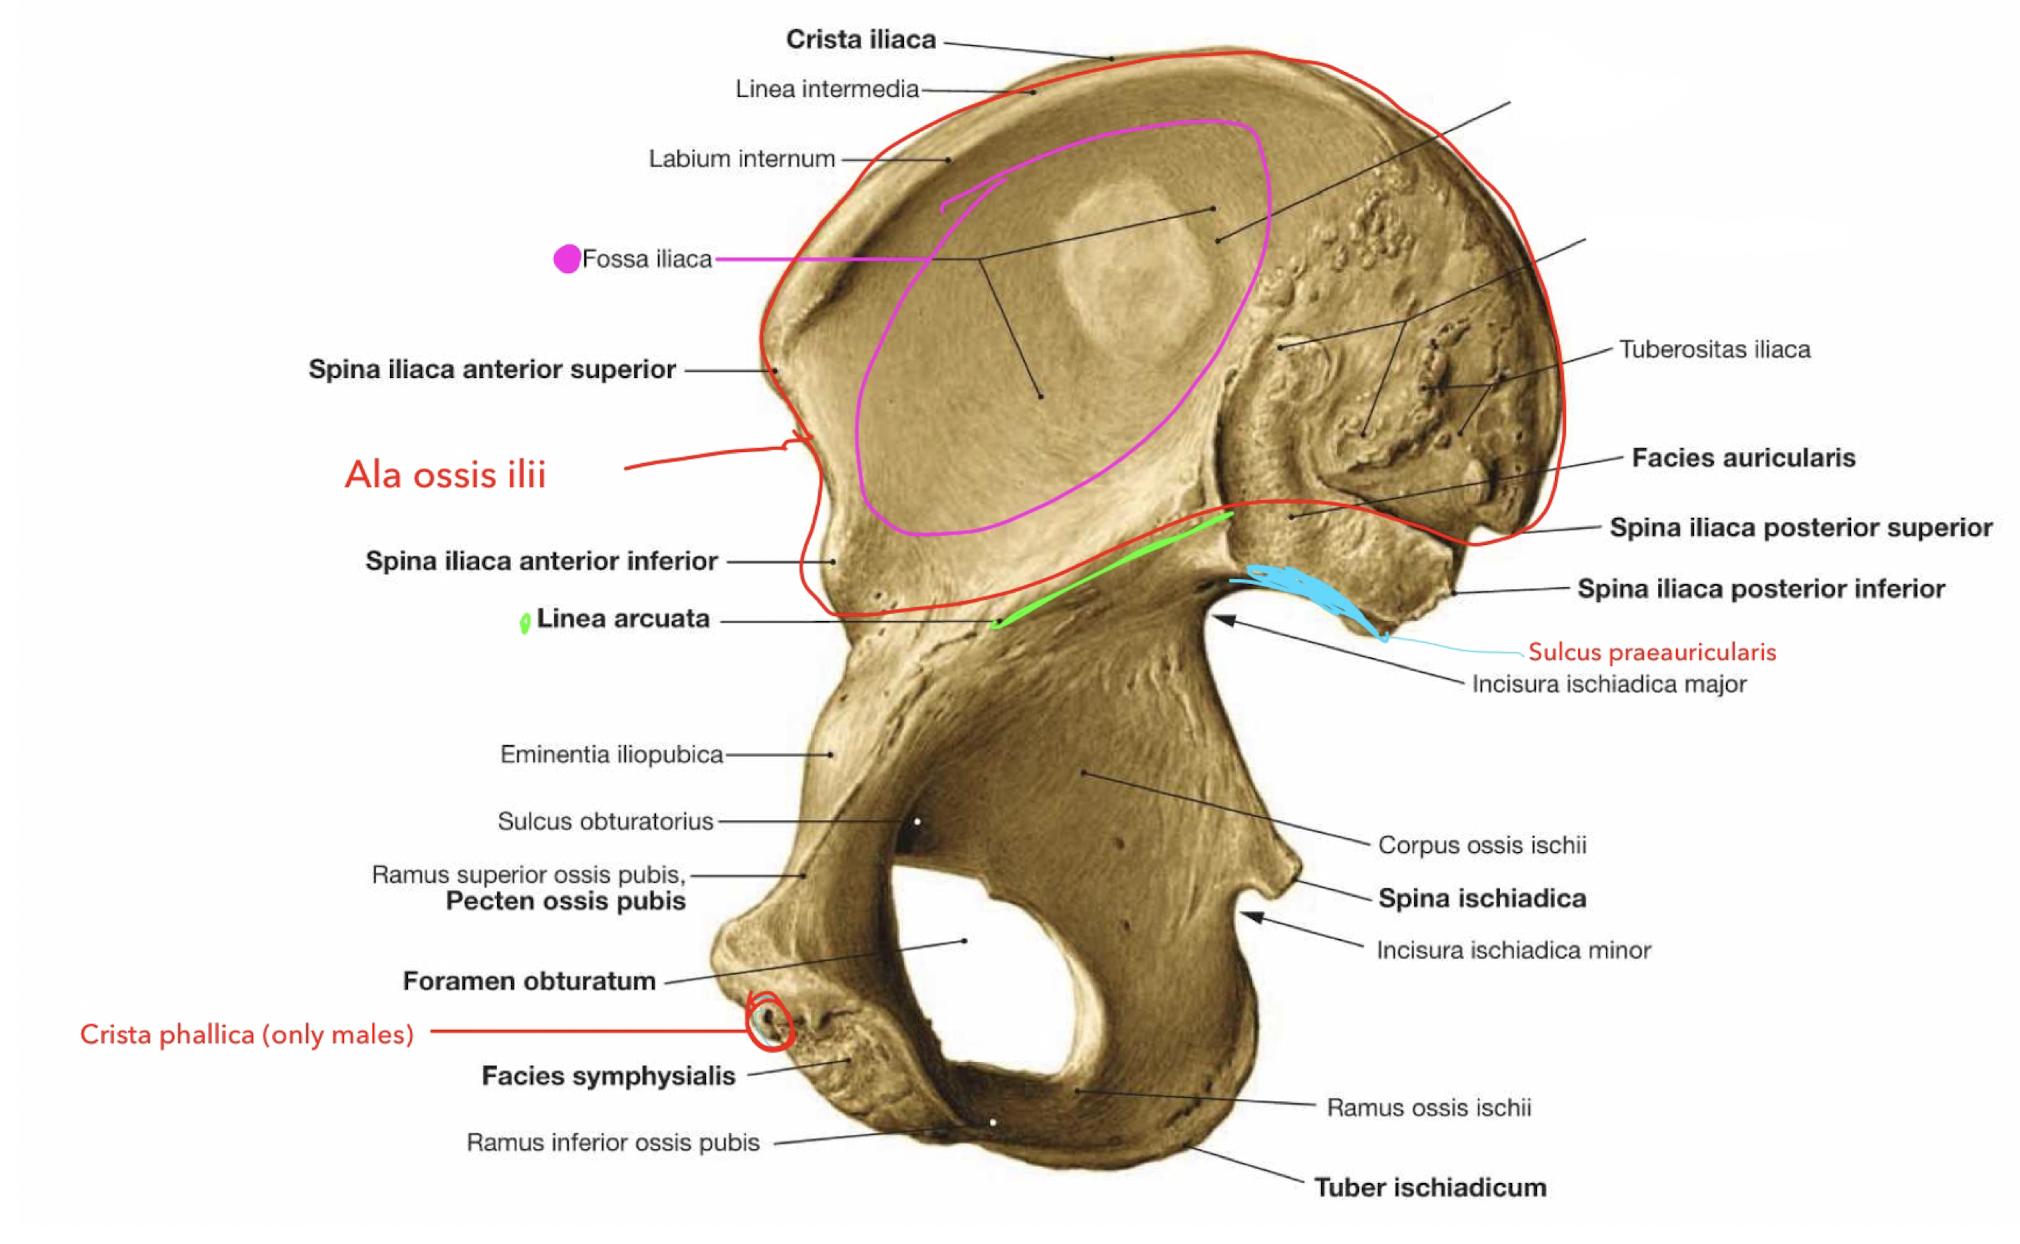 Crista iliaca
Linea intermedia
Labium internum
Fossa iliaca
Spina iliaca anterior superior
Ala ossis ilii
Spina iliaca anterior inferior
Linea arcuata
Eminentia iliopubica
Sulcus obturatorius
Ramus superior ossis pubis,
Pecten ossis pubis
Foramen obturatum
Crista phallica (only males)
Facies symphysialis
Ramus inferior ossis pubis
Tuberositas iliaca
Facies auricularis
Spina iliaca posterior superior
Spina iliaca posterior inferior
Sulcus praeauricularis
Incisura ischiadica major
Corpus ossis ischii
Spina ischiadica
Incisura ischiadica minor
Ramus ossis ischii
Tuber ischiadicum